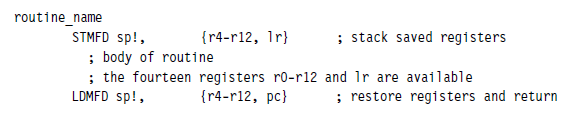 routine_name
STMFD sp!, {r4-r12, lr} ; stack saved registers
; body of routine
; the fourteen registers r0-r12 and lr are available
LDMFD sp!, {r4-r12, pc} ; restore registers and return